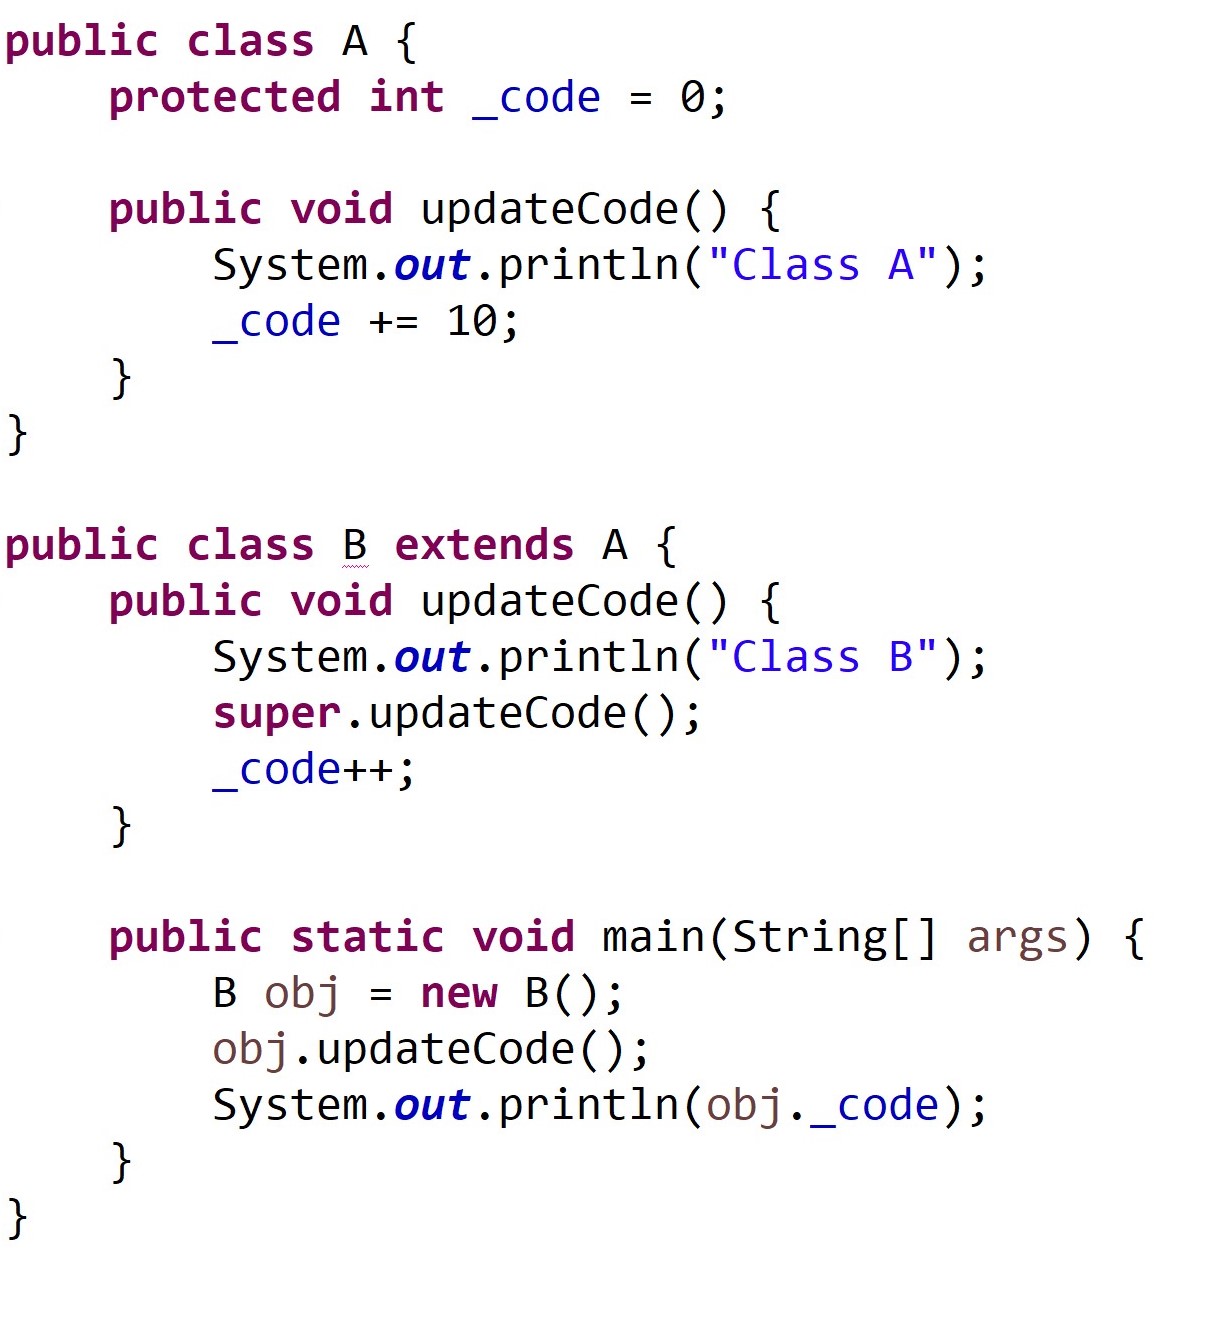 public class A {
    protected int _code = 0;

    public void updateCode() {
        System.out.println("Class A");
        _code += 10;
    }
}

public class B extends A {
    public void updateCode() {
        System.out.println("Class B");
        super.updateCode();
        _code++;
    }

    public static void main(String[] args) {
        B obj = new B();
        obj.updateCode();
        System.out.println(obj._code);
    }
}